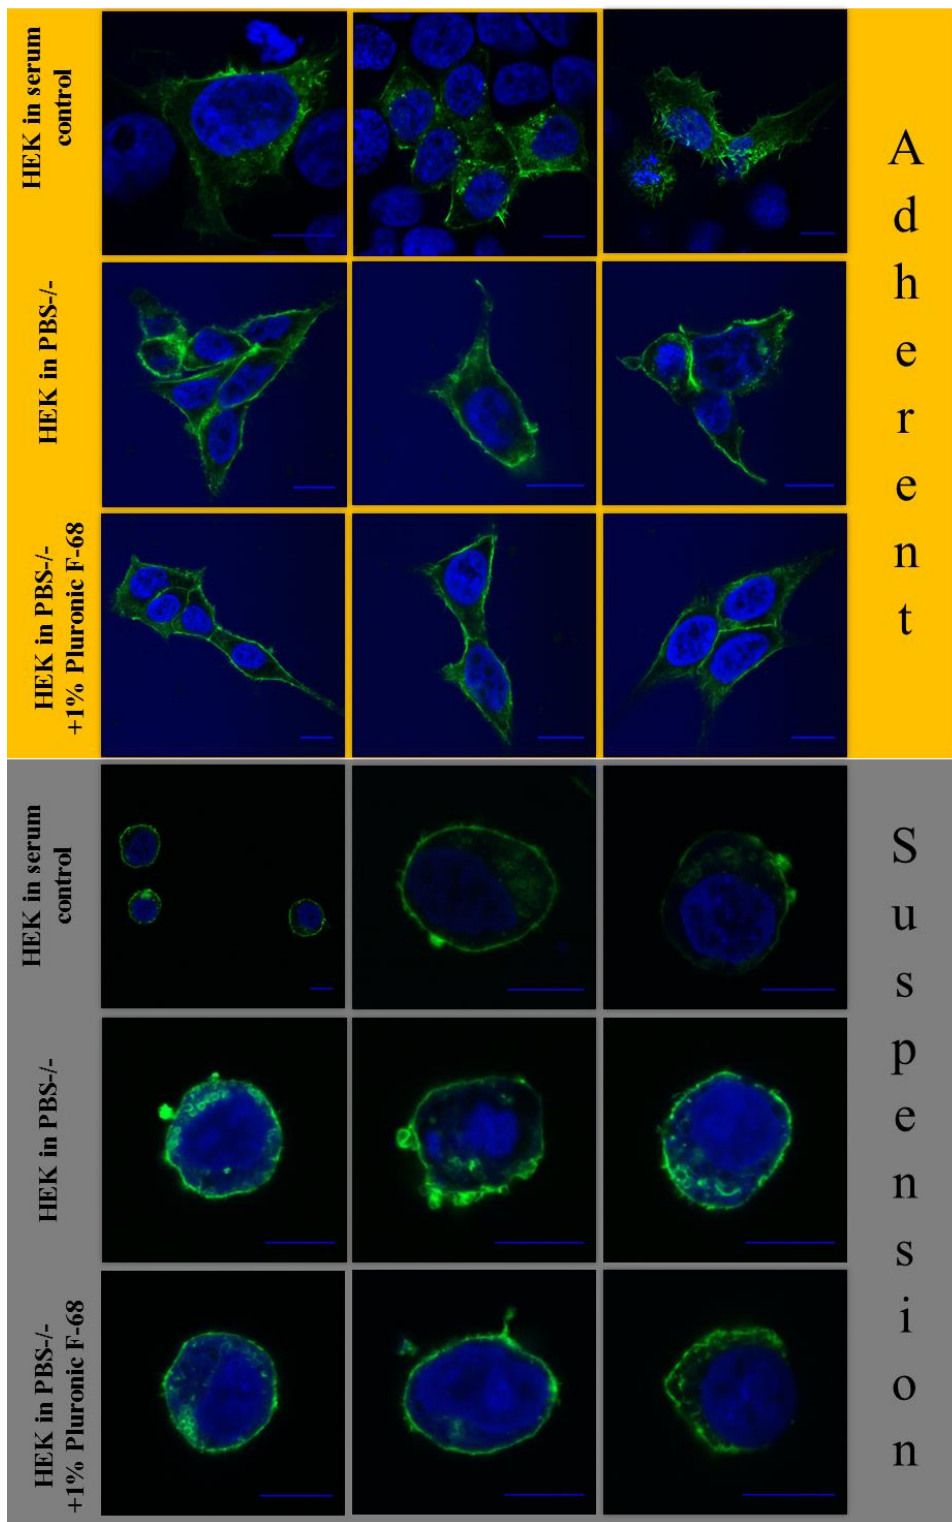 HEK in serum
control
HEK in PBS-/-
HEK in PBS-/-
+1% Pluronic F-68
Adherent
HEK in serum
control
HEK in PBS-/-
HEK in PBS-/-
+1% Pluronic F-68
Suspension